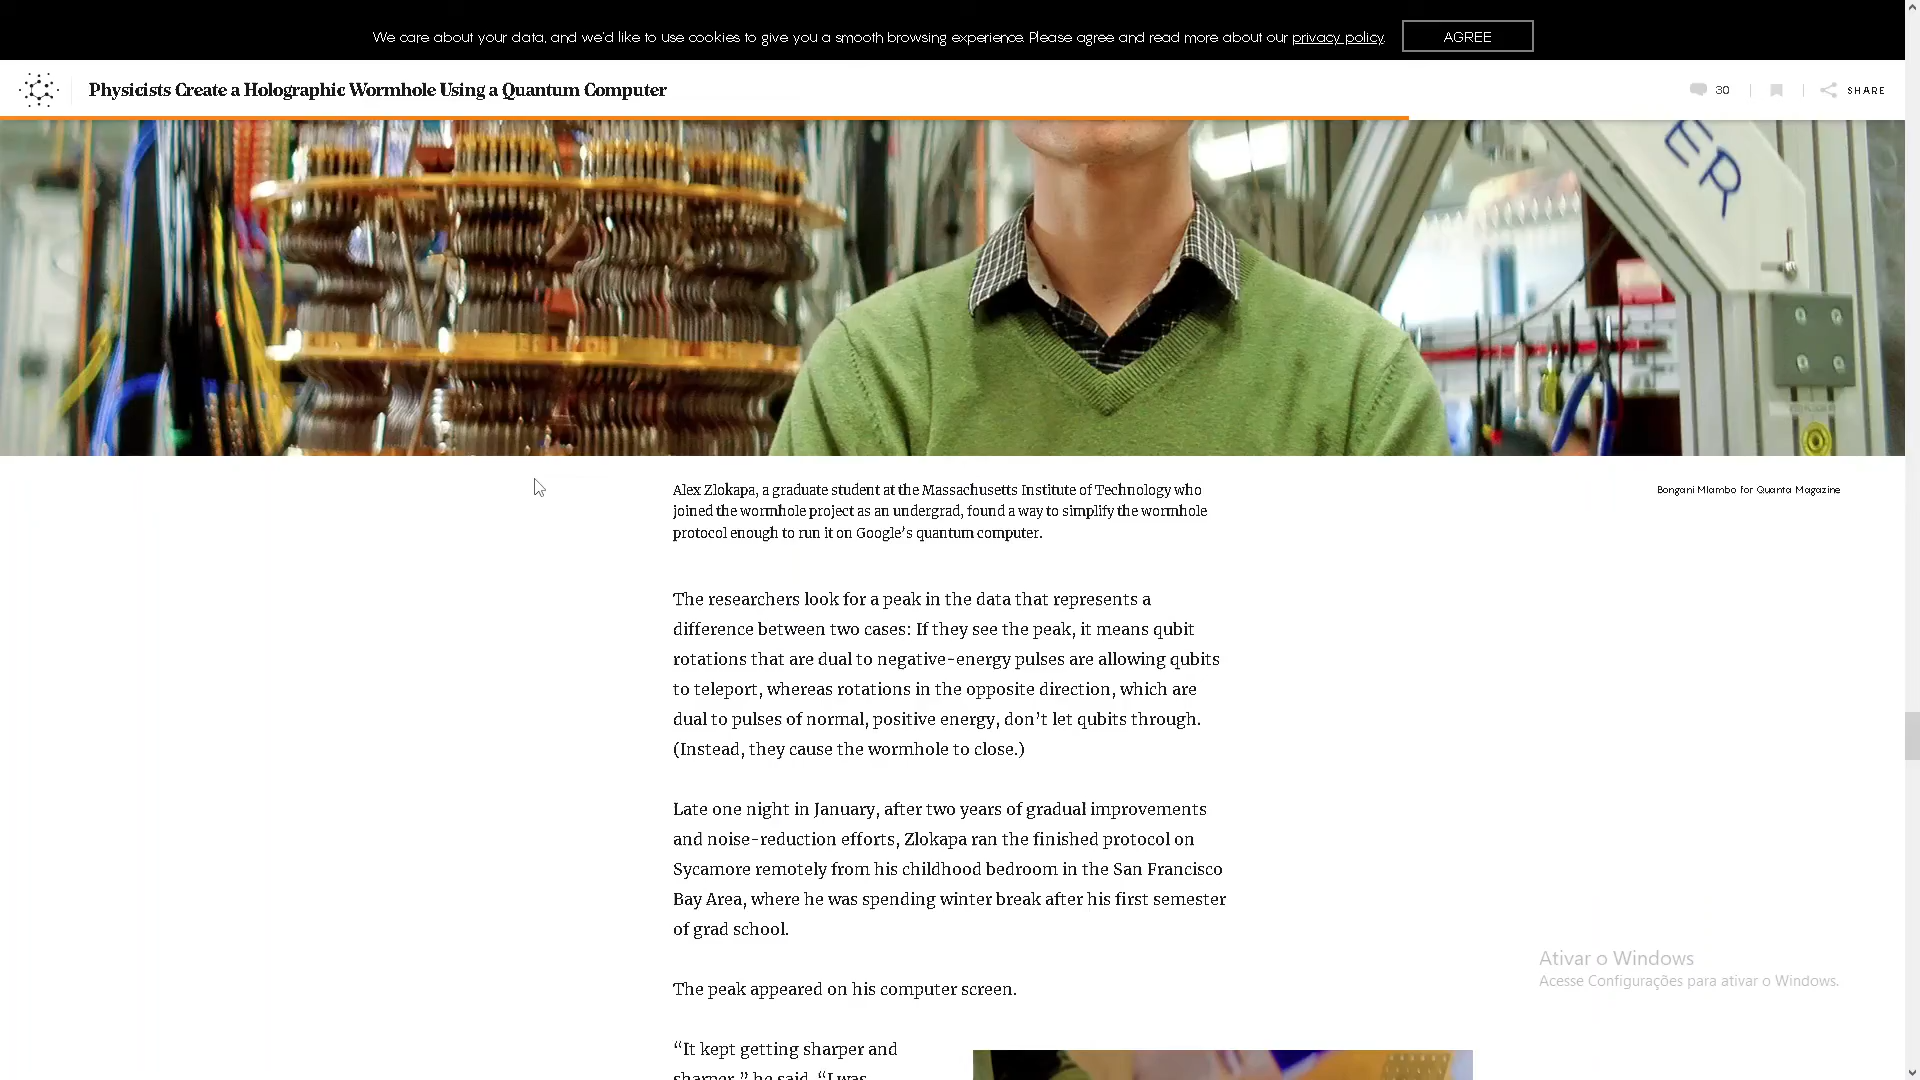 We care about your data, and we'd like to use cookies to give you a smooth browsing experience. Please agree and read more about our privacy policy.
AGREE
Physicists Create a Holographic Wormhole Using a Quantum Computer
30
SHARE
ER
Alex Zlokapa, a graduate student at the Massachusetts Institute of Technology who
joined the wormhole project as an undergrad, found a way to simplify the wormhole
protocol enough to run it on Google’s quantum computer.
Bongani Mlambo for Quanta Magazine
The researchers look for a peak in the data that represents a
difference between two cases: If they see the peak, it means qubit
rotations that are dual to negative-energy pulses are allowing qubits
to teleport, whereas rotations in the opposite direction, which are
dual to pulses of normal, positive energy, don’t let qubits through.
(Instead, they cause the wormhole to close.)
Late one night in January, after two years of gradual improvements
and noise-reduction efforts, Zlokapa ran the finished protocol on
Sycamore remotely from his childhood bedroom in the San Francisco
Bay Area, where he was spending winter break after his first semester
of grad school.
The peak appeared on his computer screen.
“It kept getting sharper and
sharper,” he said. “I was
Ativar o Windows
Acesse Configurações para ativar o Windows.